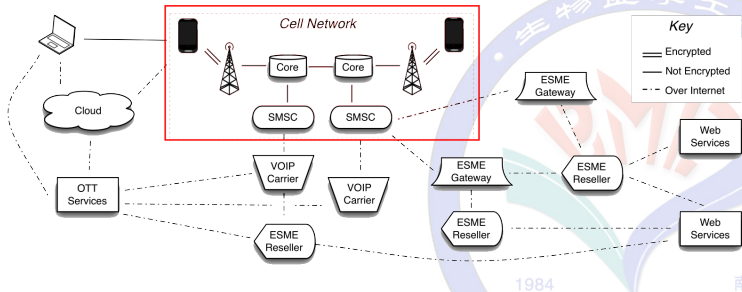 Cell Network
Key
Encrypted
Not Encrypted
Over Internet
Core
Core
ESME
Gateway
Cloud
SMSC
SMSC
Web
Services
VOIP
Carrier
ESME
Gateway
ESME
Reseller
OTT
Services
VOIP
Carrier
ESME
Reseller
Web
Services
ESME
Reseller
1984